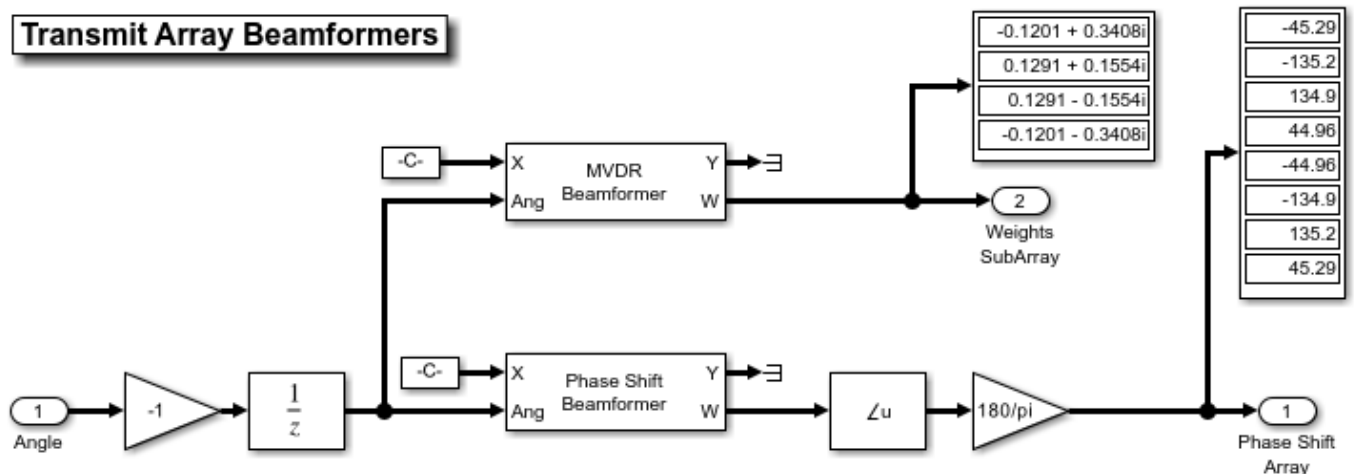 Transmit Array Beamformers
-0.1201 + 0.3408i
0.1291 + 0.1554i
0.1291 - 0.1554i
-0.1201 - 0.3408i
-45.29
-135.2
134.9
44.96
-44.96
-134.9
135.2
45.29
-C-
X
Ang
MVDR
Beamformer
Y
W
2
Weights
SubArray
1
Angle
-1
1
z
-C-
X
Ang
Phase Shift
Beamformer
Y
W
∠u
180/pi
1
Phase Shift
Array